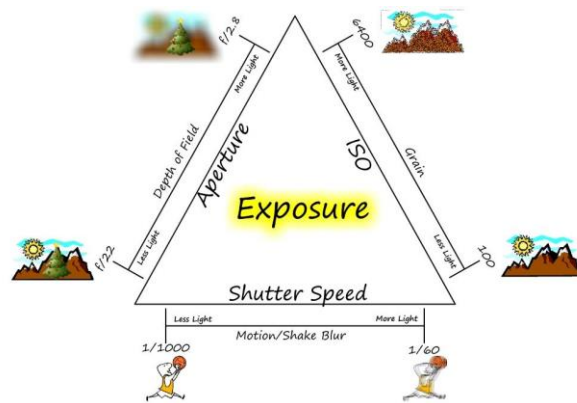 f/2.8
6400
More Light
More Light
Depth of Field
Aperture
ISO
Grain
Exposure
Less Light
Less Light
f/22
100
Shutter Speed
Less Light
More Light
Motion/Shake Blur
1/1000
1/60